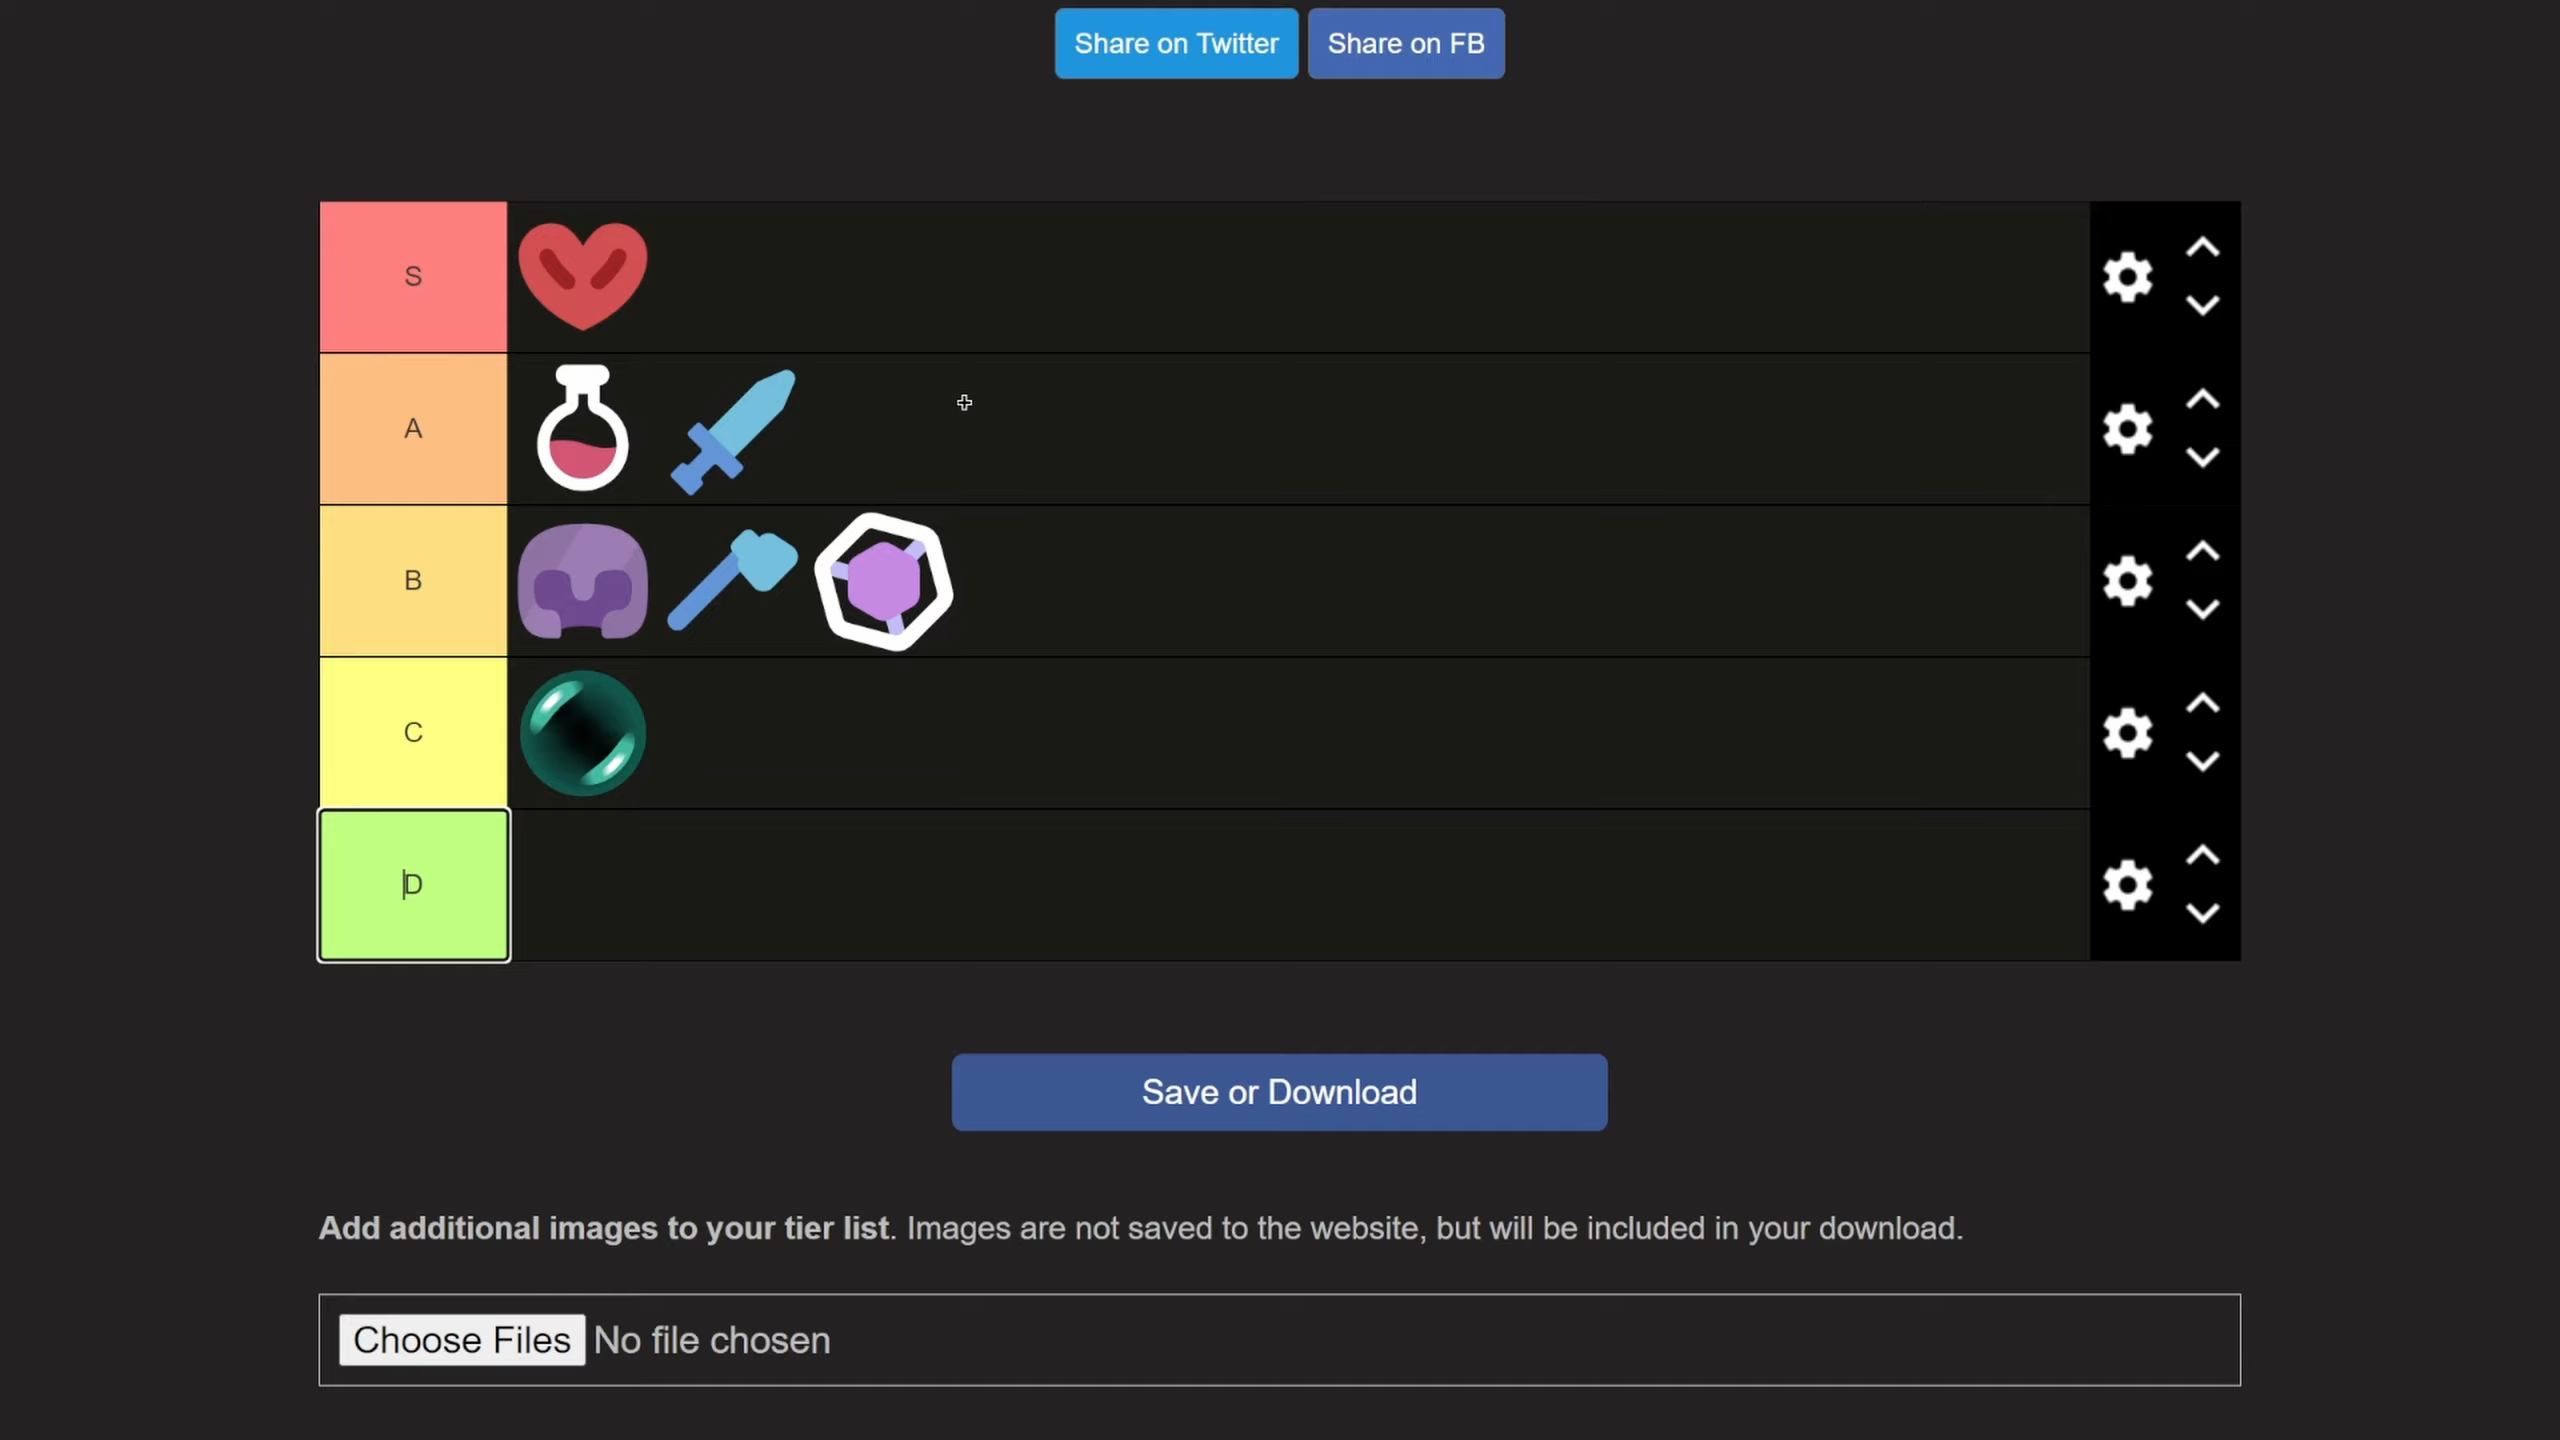 Share on Twitter Share on FB
S
A
B
C
D
Save or Download
Add additional images to your tier list. Images are not saved to the website, but will be included in your download.
Choose Files No file chosen